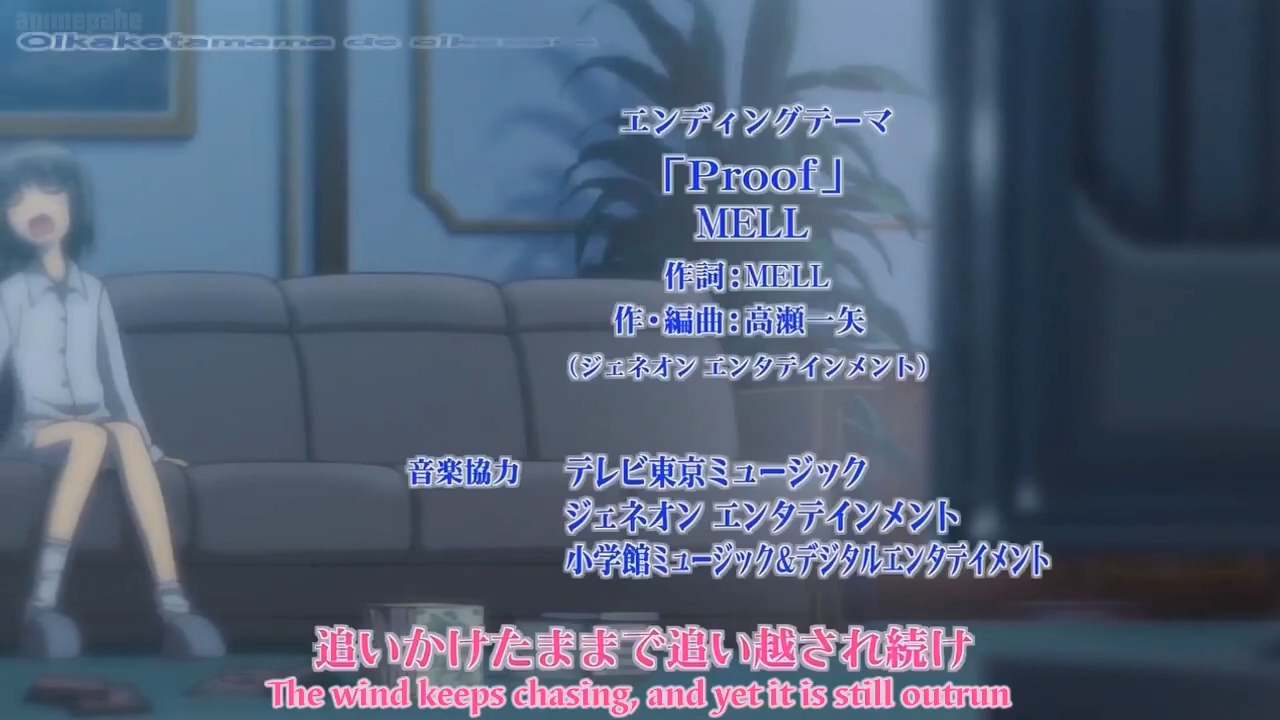 animepahe
Oikaketamama de oik
エンディングテーマ
「Proof」
MELL
作詞：MELL
作・編曲：高瀬一矢
（ジェネオン エンタテインメント）
音楽協力 テレビ東京ミュージック
ジェネオン エンタテインメント
小学館ミュージック&デジタルエンタテイメント
追いかけたままで追い越され続け
The wind keeps chasing, and yet it is still outrun